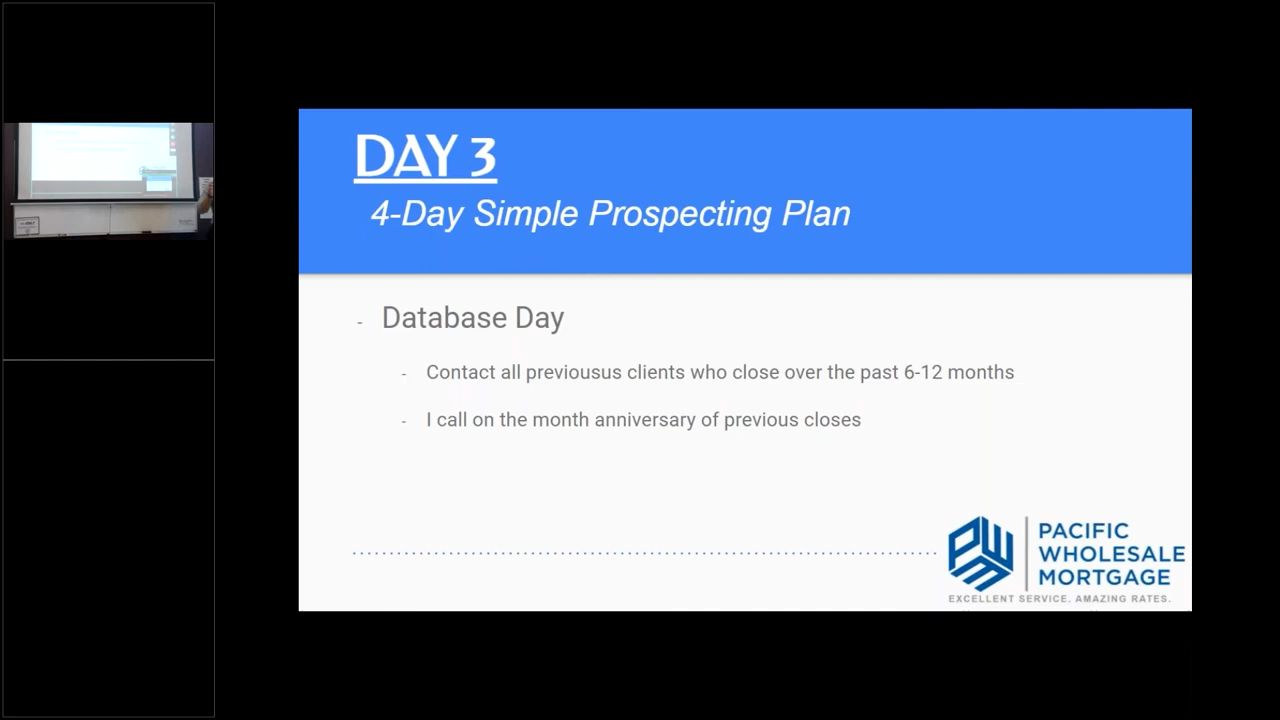 DAY 3
4-Day Simple Prospecting Plan
- Database Day
- Contact all previousus clients who close over the past 6-12 months
- I call on the month anniversary of previous closes
PACIFIC
WHOLESALE
MORTGAGE
EXCELLENT SERVICE. AMAZING RATES.